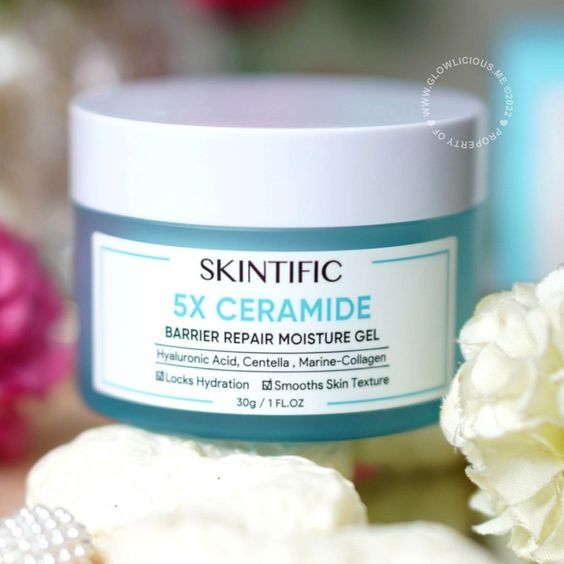 SKINTIFIC
5X CERAMIDE
BARRIER REPAIR MOISTURE GEL
Hyaluronic Acid, Centella , Marine-Collagen
☑Locks Hydration ☑Smooths Skin Texture
30g / 1 FL.OZ
PROPERTY OF ♥ WWW.GLOWLICIOUS.ME ©2022 ♥